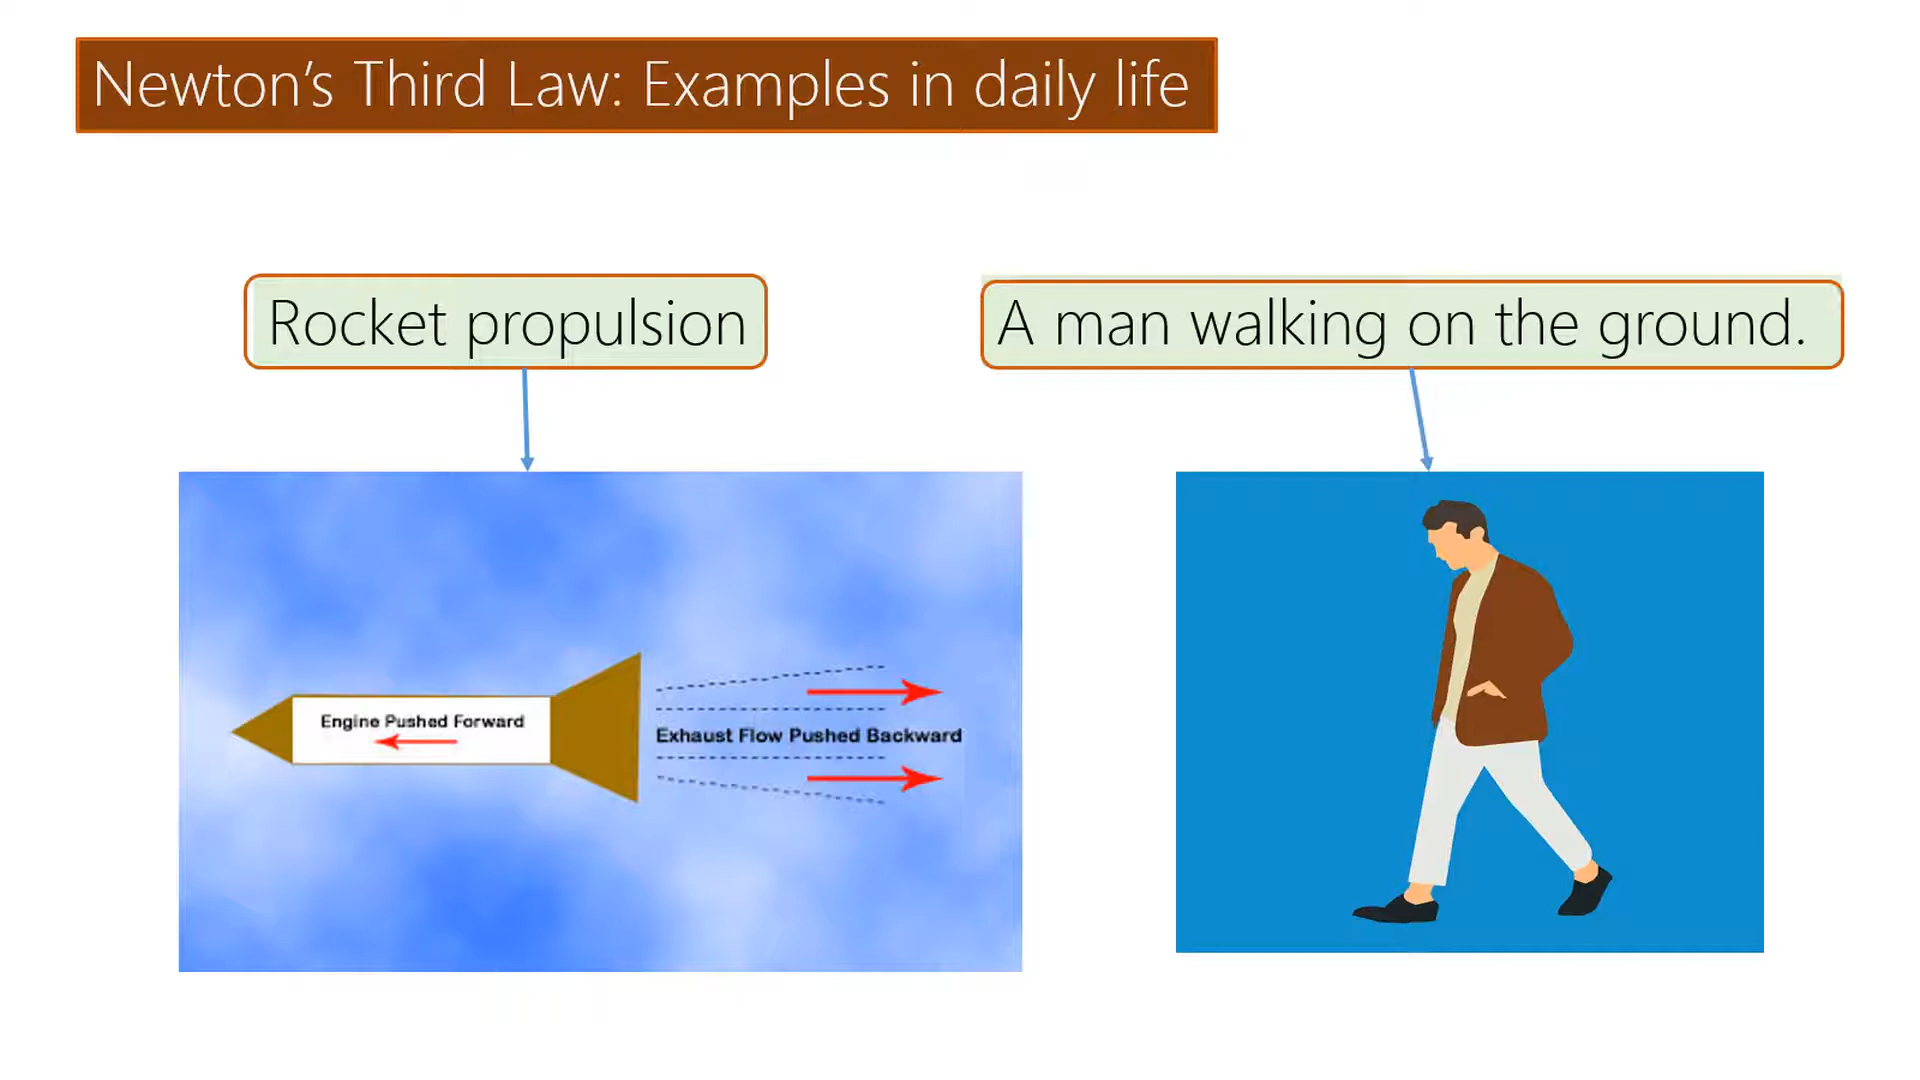 Newton’s Third Law: Examples in daily life
Rocket propulsion
A man walking on the ground.
Engine Pushed Forward
Exhaust Flow Pushed Backward